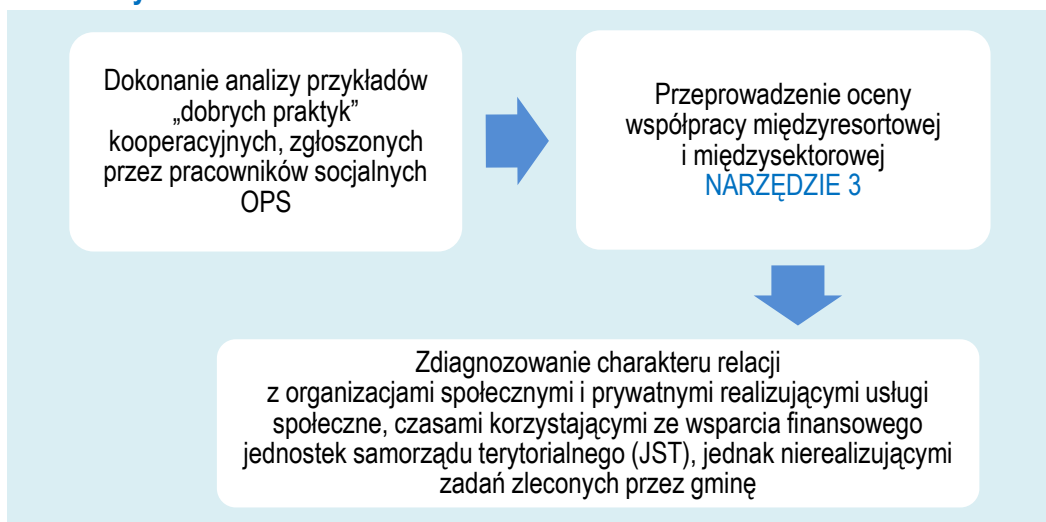 Dokonanie analizy przykładów
„dobrych praktyk”
kooperacyjnych, zgłoszonych
przez pracowników socjalnych
OPS
Przeprowadzenie oceny
współpracy międzyresortowej
i międzysektorowej
NARZĘDZIE 3
Zdiagnozowanie charakteru relacji
z organizacjami społecznymi i prywatnymi realizującymi usługi
społeczne, czasami korzystającymi ze wsparcia finansowego
jednostek samorządu terytorialnego (JST), jednak nierealizującymi
zadań zleconych przez gminę